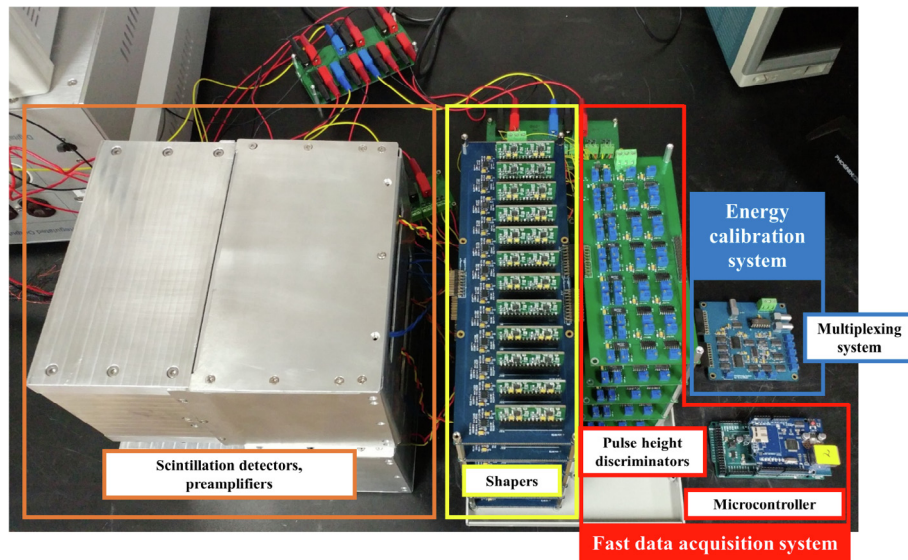 Energy
calibration
system
Multiplexing
system
Scintillation detectors,
preamplifiers
Shapers
Pulse height
discriminators
Microcontroller
Fast data acquisition system